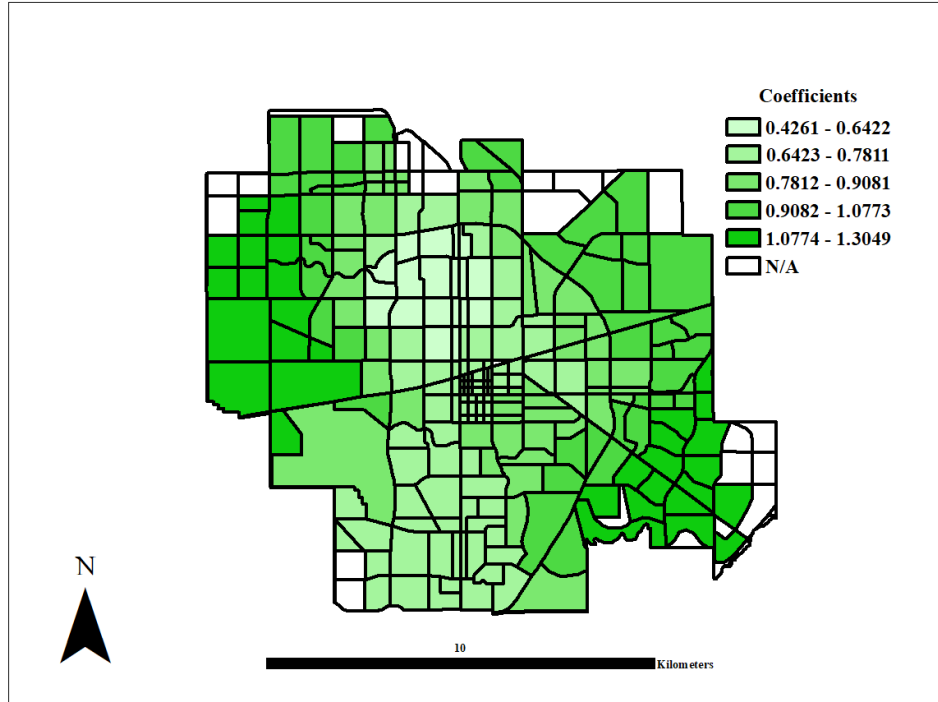 Coefficients
0.4261 - 0.6422
0.6423 - 0.7811
0.7812 - 0.9081
0.9082 - 1.0773
1.0774 - 1.3049
N/A
N
10
Kilometers